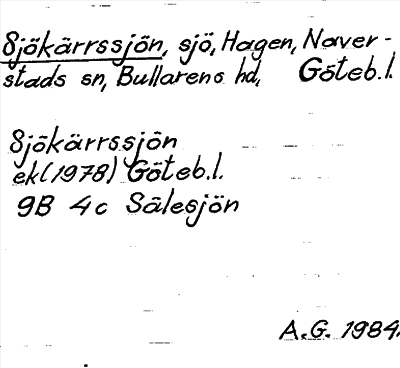 Sjökärrssjön, sjö, Hagen, Naver-
stads sn, Bullarens hd, Göteb.l.
Sjökärrssjön
ek(1978) Göteb.l.
9B 4c Sälesjön
A.G. 1984.